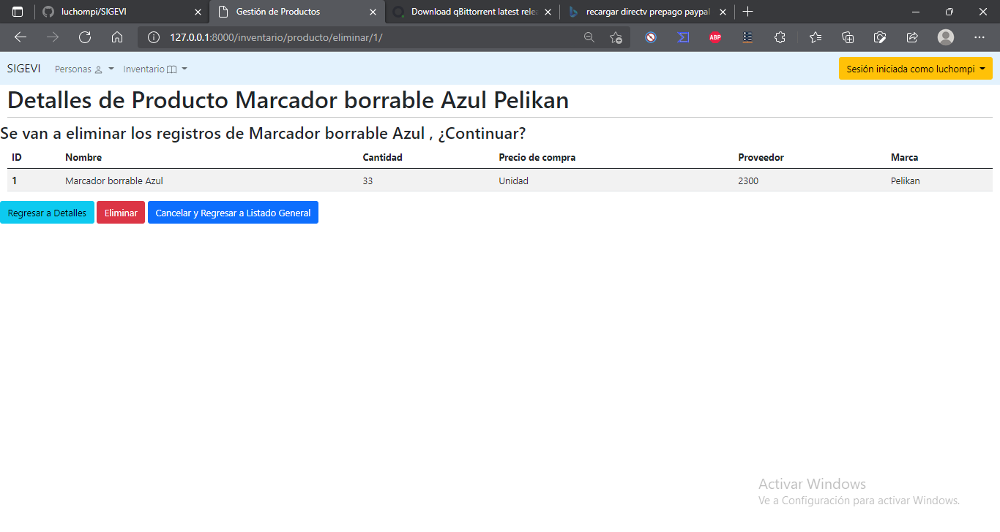 luchompi/SIGEVI
Gestión de Productos
Download qBittorrent latest rele
recargar directv prepago paypal
127.0.0.1:8000/inventario/producto/eliminar/1/
ABP
SIGEVI Personas Inventario Sesión iniciada como luchompi
Detalles de Producto Marcador borrable Azul Pelikan
Se van a eliminar los registros de Marcador borrable Azul , ¿Continuar?
ID Nombre Cantidad Precio de compra Proveedor Marca
1 Marcador borrable Azul 33 Unidad 2300 Pelikan
Regresar a Detalles Eliminar Cancelar y Regresar a Listado General
Activar Windows
Ve a Configuración para activar Windows.